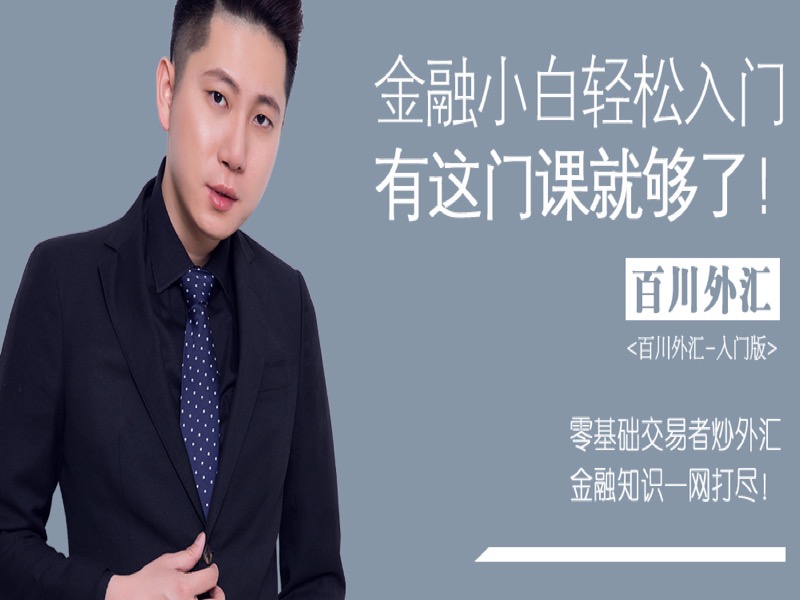 金融小白轻松入门
有这门课就够了!
百川外汇
<百川外汇-入门版>
零基础交易者炒外汇
金融知识一网打尽!